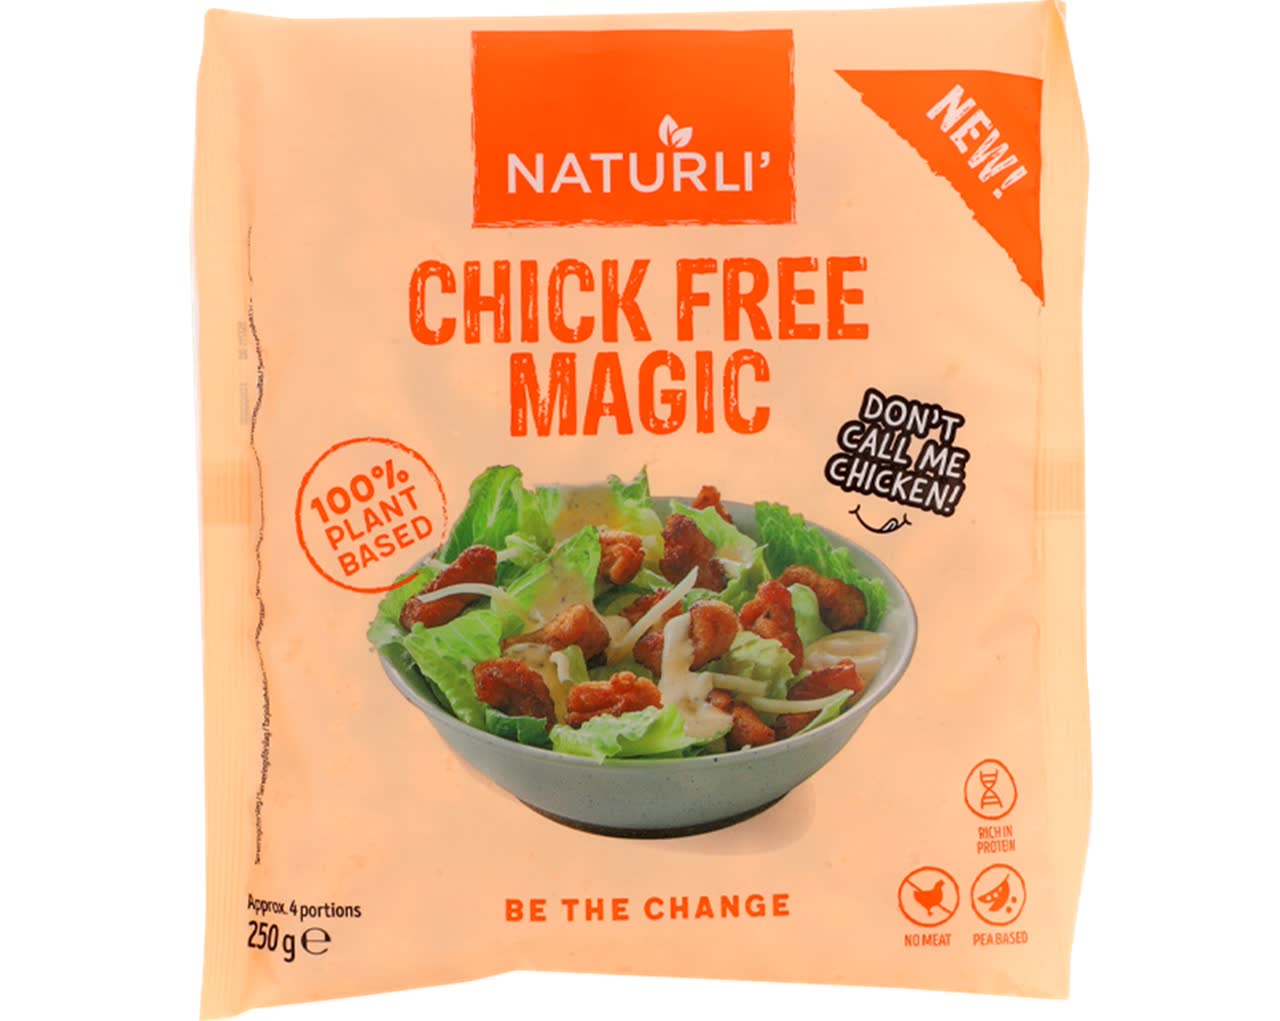 NATURLI’
NEW!
CHICK FREE
MAGIC
DON'T
CALL ME
CHICKEN!
100%
PLANT
BASED
RICH IN
PROTEIN
NO MEAT
PEA BASED
BE THE CHANGE
Approx. 4 portions
250 g ℮